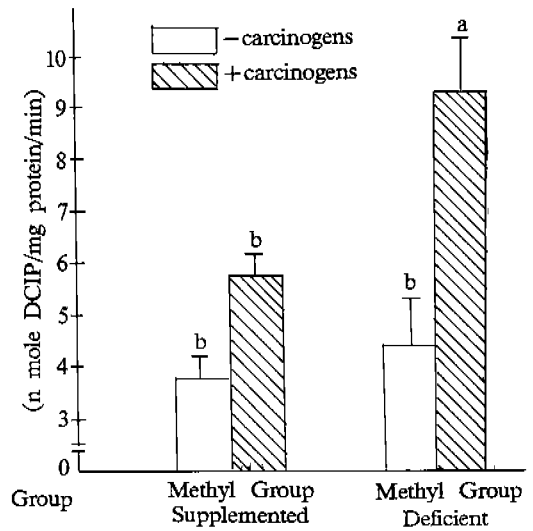 (n mole DCIP/mg protein/min)
10
9
8
7
6
5
4
3
0
−carcinogens
+carcinogens
b
b
b
a
Group
Methyl Group
Supplemented
Methyl Group
Deficient